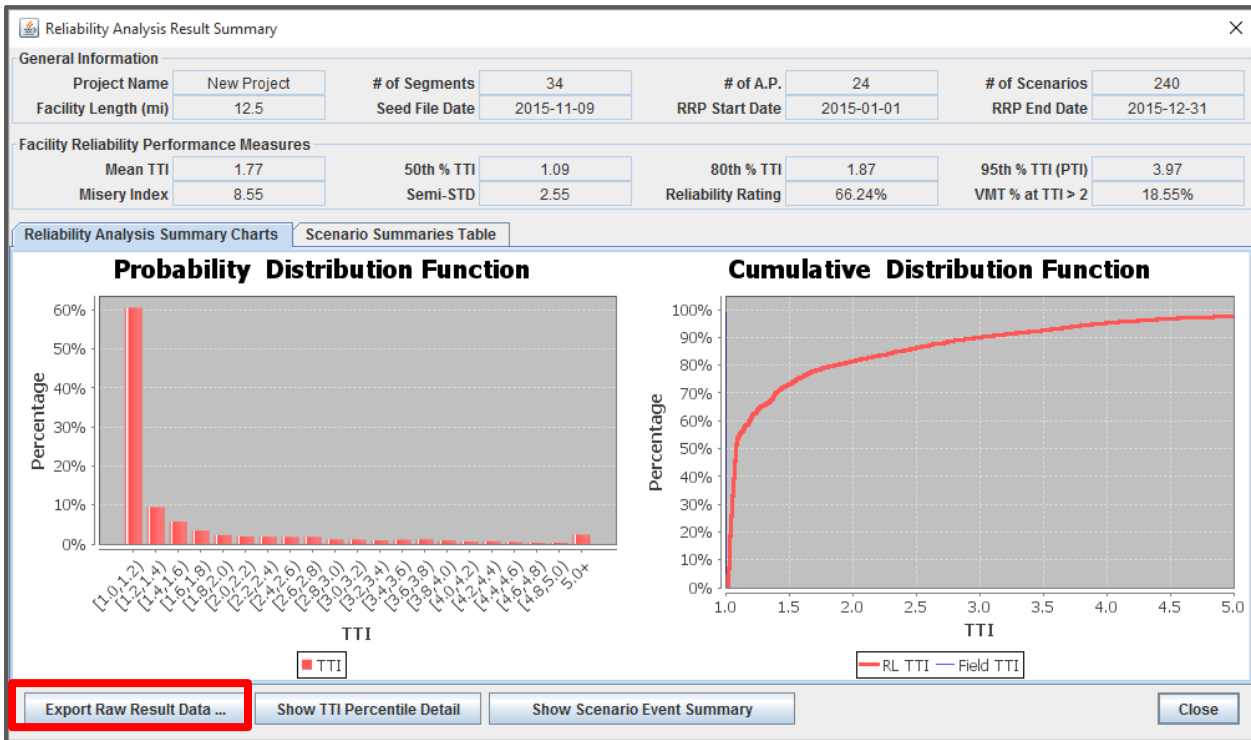 Reliability Analysis Result Summary
General Information
Project Name New Project # of Segments 34 # of A.P. 24 # of Scenarios 240
Facility Length (mi) 12.5 Seed File Date 2015-11-09 RRP Start Date 2015-01-01 RRP End Date 2015-12-31
Facility Reliability Performance Measures
Mean TTI 1.77 50th % TTI 1.09 80th % TTI 1.87 95th % TTI (PTI) 3.97
Misery Index 8.55 Semi-STD 2.55 Reliability Rating 66.24% VMT % at TTI > 2 18.55%
Reliability Analysis Summary Charts Scenario Summaries Table
Probability Distribution Function
Percentage
60%
50%
40%
30%
20%
10%
0%
[1.0,1.2) [1.2,1.4) [1.4,1.6) [1.6,1.8) [1.8,2.0) [2.0,2.2) [2.2,2.4) [2.4,2.6) [2.6,2.8) [2.8,3.0) [3.0,3.2) [3.2,3.4) [3.4,3.6) [3.6,3.8) [3.8,4.0) [4.0,4.2) [4.2,4.4) [4.4,4.6) [4.6,4.8) [4.8,5.0) 5.0+
TTI
TTI
Cumulative Distribution Function
Percentage
100%
90%
80%
70%
60%
50%
40%
30%
20%
10%
0%
1.0 1.5 2.0 2.5 3.0 3.5 4.0 4.5 5.0
TTI
RL TTI Field TTI
Export Raw Result Data ... Show TTI Percentile Detail Show Scenario Event Summary Close